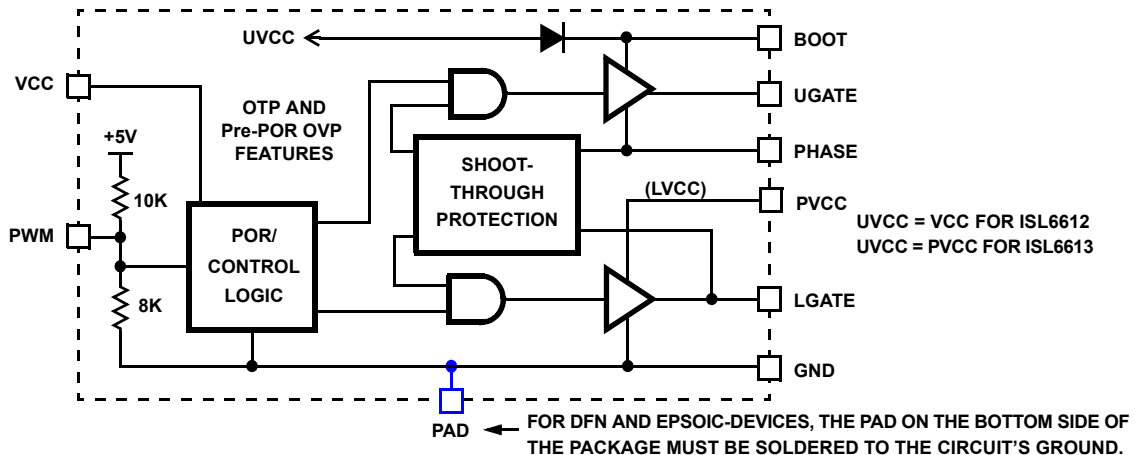 UVCC
BOOT
VCC
OTP AND
Pre-POR OVP
FEATURES
UGATE
+5V
SHOOT-
THROUGH
PROTECTION
PHASE
10K
(LVCC)
PVCC
UVCC = VCC FOR ISL6612
UVCC = PVCC FOR ISL6613
PWM
POR/
CONTROL
LOGIC
8K
LGATE
GND
PAD
FOR DFN AND EPSOIC-DEVICES, THE PAD ON THE BOTTOM SIDE OF
THE PACKAGE MUST BE SOLDERED TO THE CIRCUIT'S GROUND.